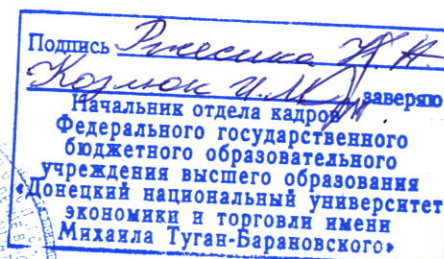 Подпись
Козлюк И.М. заверяю
Начальник отдела кадров
Федерального государственного
бюджетного образовательного
учреждения высшего образования
«Донецкий национальный университет
экономики и торговли имени
Михаила Туган-Барановского»